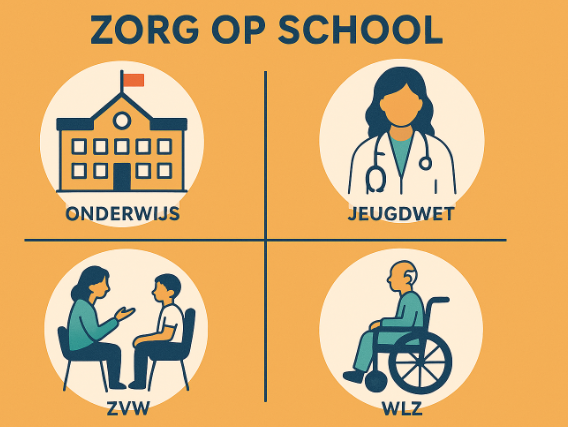 ZORG OP SCHOOL
ONDERWIJS
JEUGDWET
ZVW
WLZ